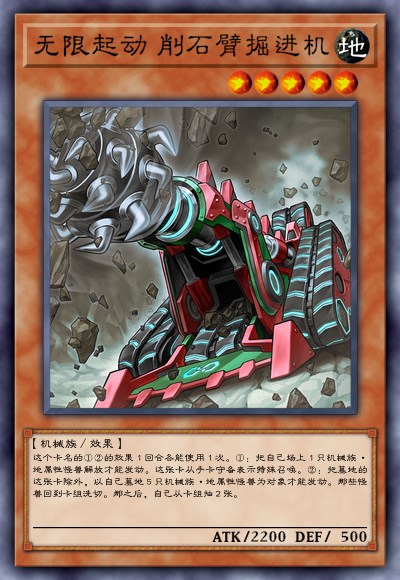 无限起动 削石臂掘进机 地
【机械族/效果】
这个卡名的①②的效果1回合各能使用1次。①:把自己场上1只机械族·
地属性怪兽解放才能发动。这张卡从手卡守备表示特殊召唤。②:把墓地的
这张卡除外,以自己墓地5只机械族·地属性怪兽为对象才能发动。那些怪
兽回到卡组洗切。那之后,自己从卡组抽2张。
ATK/2200 DEF/ 500